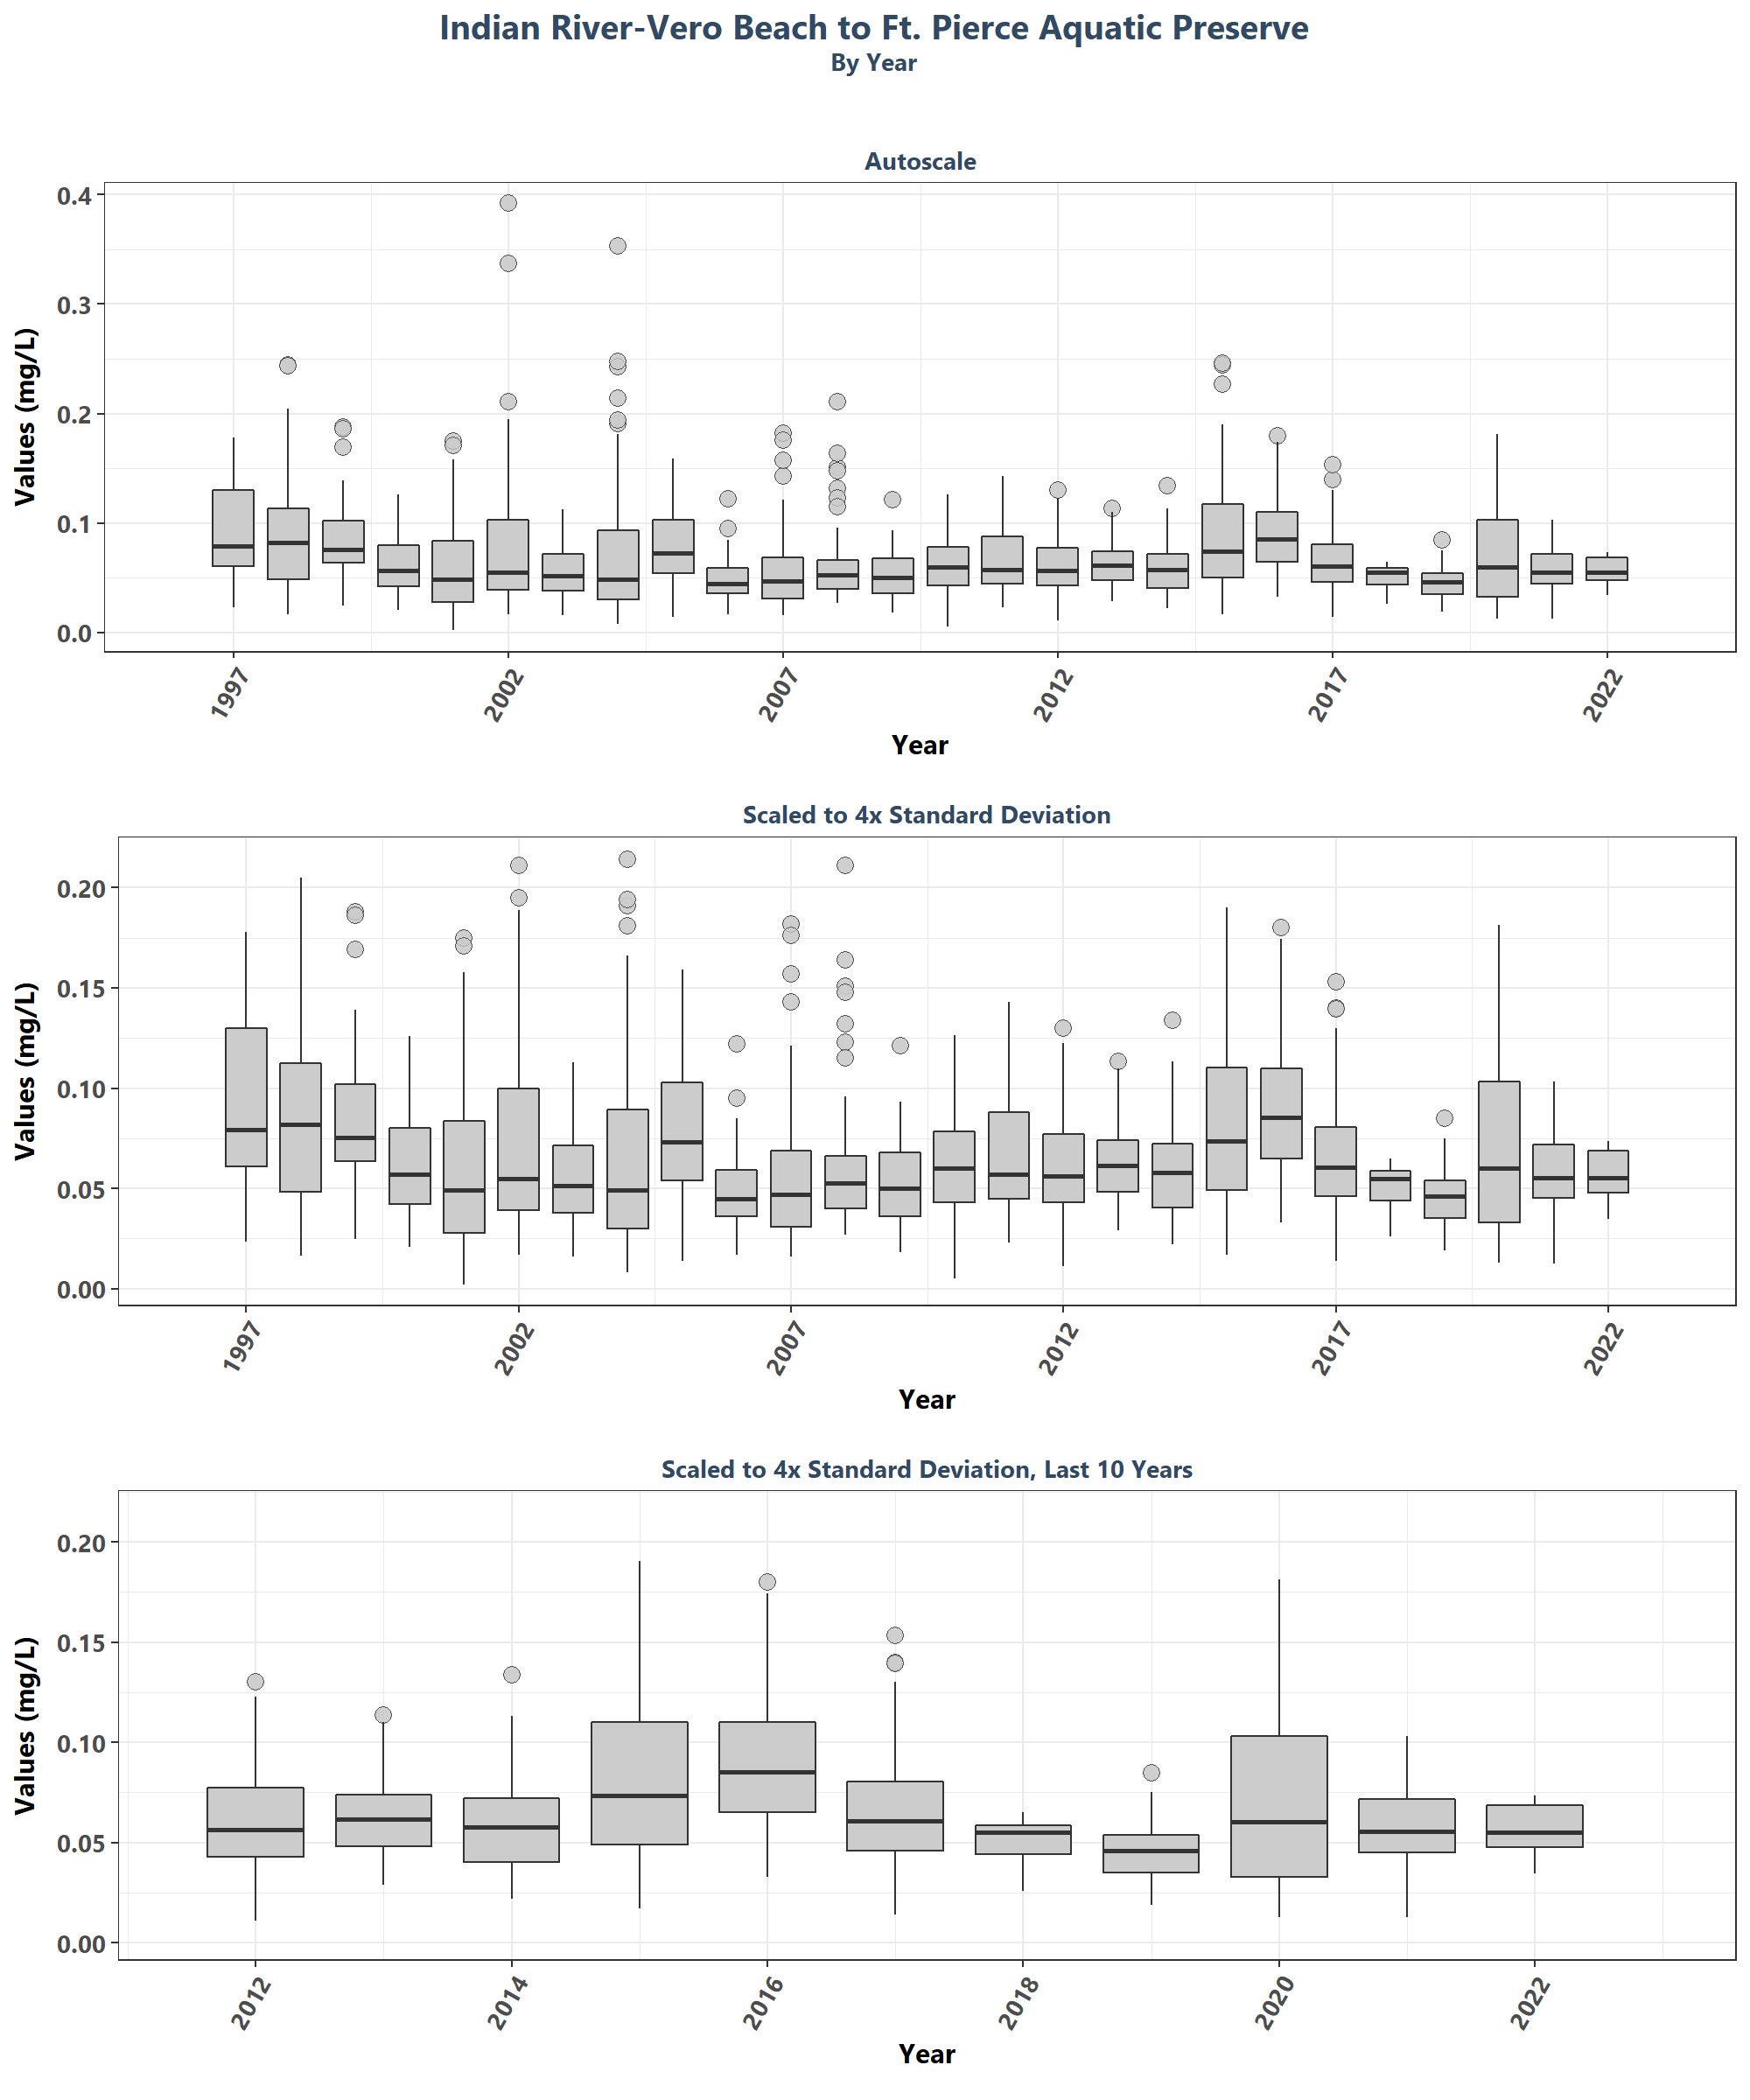 Indian River-Vero Beach to Ft. Pierce Aquatic Preserve
By Year
Autoscale
Values (mg/L)
0.4
0.3
0.2
0.1
0.0
1997 2002 2007 2012 2017 2022
Year
Scaled to 4x Standard Deviation
Values (mg/L)
0.20
0.15
0.10
0.05
0.00
1997 2002 2007 2012 2017 2022
Year
Scaled to 4x Standard Deviation, Last 10 Years
Values (mg/L)
0.20
0.15
0.10
0.05
0.00
2012 2014 2016 2018 2020 2022
Year